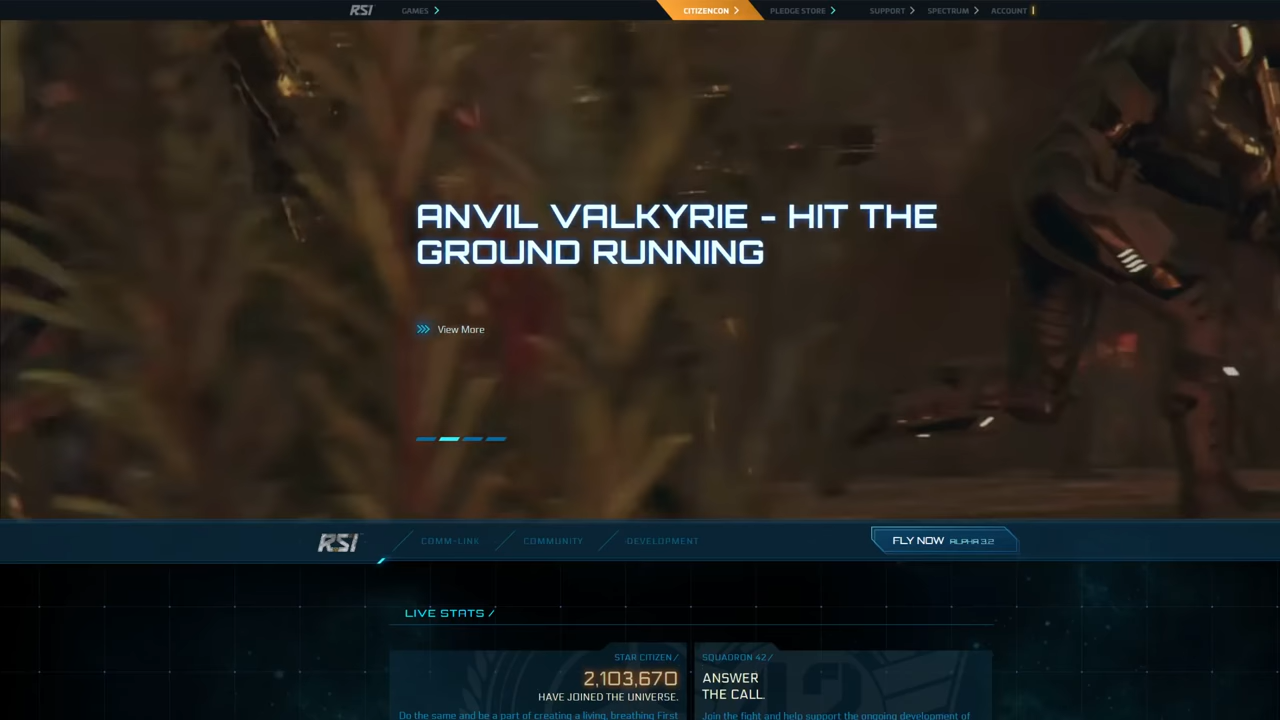 RSI GAMES CITIZENCON PLEDGE STORE SUPPORT SPECTRUM ACCOUNT
ANVIL VALKYRIE - HIT THE
GROUND RUNNING
View More
RSI COMM-LINK COMMUNITY DEVELOPMENT FLY NOW ALPHA 3.2
LIVE STATS /
STAR CITIZEN /
2,103,670
HAVE JOINED THE UNIVERSE.
Do the same and be a part of creating a living, breathing First
SQUADRON 42 /
ANSWER
THE CALL.
Join the fight and help support the ongoing development of